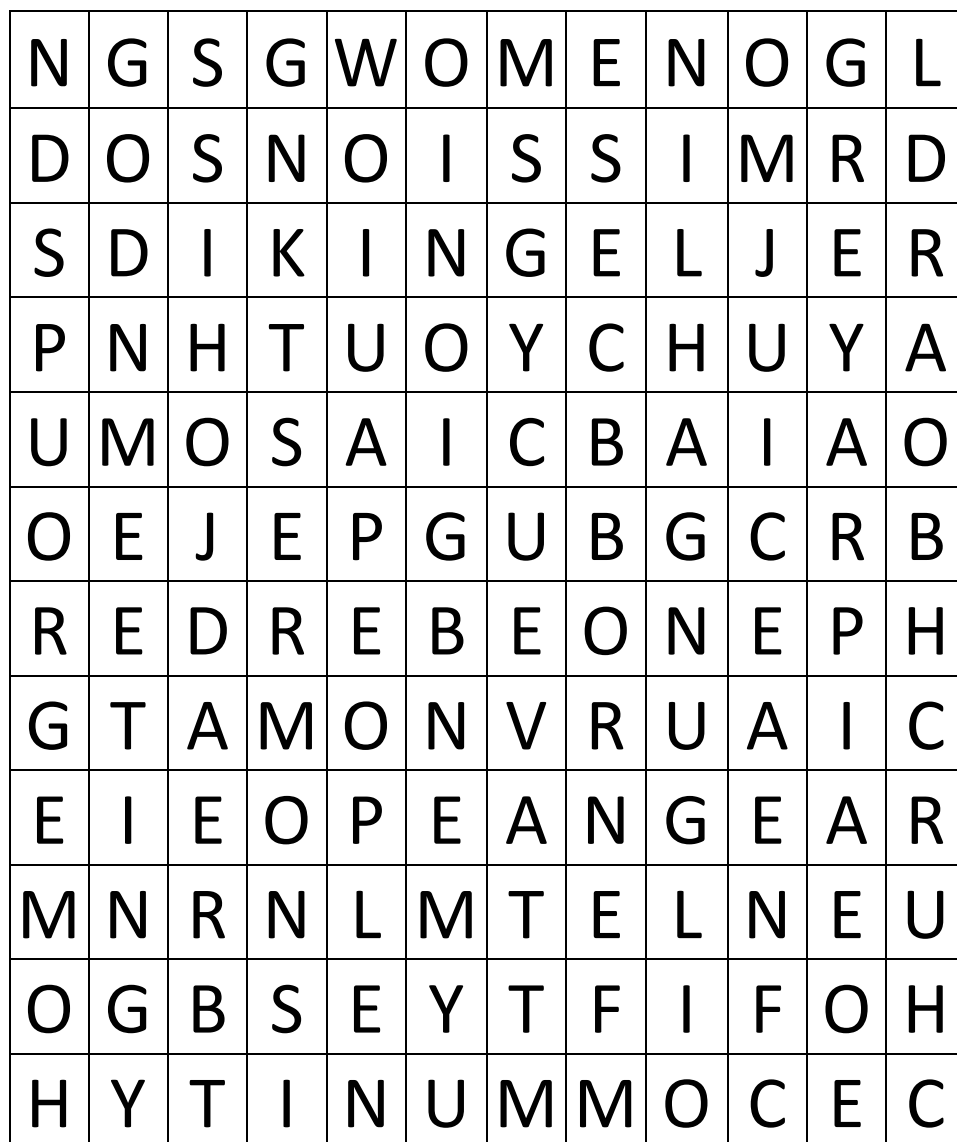 N G S G W O M E N O G L
D O S N O I S S I M R D
S D I K I N G E L J E R
P N H T U O Y C H U Y A
U M O S A I C B A I A O
O E J E P G U B G C R B
R E D R E B E O N E P H
G T A M O N V R U A I C
E I E O P E A N G E A R
M N R N L M T E L N E U
O G B S E Y T F I F O H
H Y T I N U M M O C E C